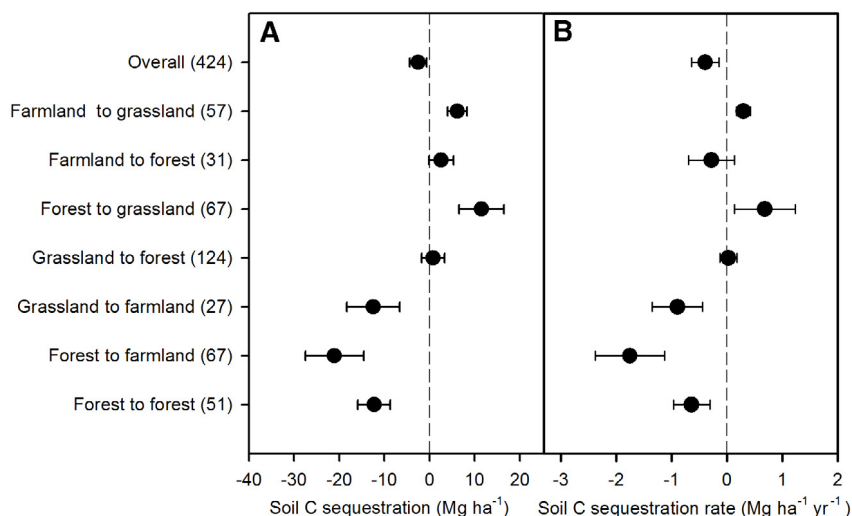 A
B
Overall (424)
Farmland to grassland (57)
Farmland to forest (31)
Forest to grassland (67)
Grassland to forest (124)
Grassland to farmland (27)
Forest to farmland (67)
Forest to forest (51)
-40 -30 -20 -10 0 10 20
-3 -2 -1 0 1 2
Soil C sequestration (Mg ha⁻¹)
Soil C sequestration rate (Mg ha⁻¹ yr⁻¹)